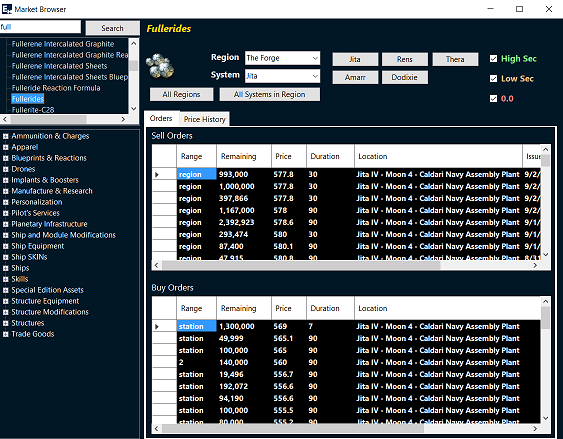 Market Browser
full Search
Fullerene Intercalated Graphite
Fullerene Intercalated Graphite Rea
Fullerene Intercalated Sheets
Fullerene Intercalated Sheets Bluep
Fulleride Reaction Formula
Fullerides
Fullerite-C28
Ammunition & Charges
Apparel
Blueprints & Reactions
Drones
Implants & Boosters
Manufacture & Research
Personalization
Pilot's Services
Planetary Infrastructure
Ship and Module Modifications
Ship Equipment
Ship SKINs
Ships
Skills
Special Edition Assets
Structure Equipment
Structure Modifications
Structures
Trade Goods
Fullerides
Region The Forge
System Jita
All Regions All Systems in Region
Jita Rens Thera
Amarr Dodixie
High Sec
Low Sec
0.0
Orders Price History
Sell Orders
Range Remaining Price Duration Location Issue
region 993,000 577.8 30 Jita IV - Moon 4 - Caldari Navy Assembly Plant 9/2/
region 1,000,000 577.8 30 Jita IV - Moon 4 - Caldari Navy Assembly Plant 9/2/
region 397,866 577.8 30 Jita IV - Moon 4 - Caldari Navy Assembly Plant 9/2/
region 1,167,000 578 90 Jita IV - Moon 4 - Caldari Navy Assembly Plant 9/2/
region 2,392,923 578.6 90 Jita IV - Moon 4 - Caldari Navy Assembly Plant 9/1/
region 293,474 580 30 Jita IV - Moon 4 - Caldari Navy Assembly Plant 9/1/
region 87,400 580.1 90 Jita IV - Moon 4 - Caldari Navy Assembly Plant 9/1/
region 47,915 580.8 90 Jita IV - Moon 4 - Caldari Navy Assembly Plant 8/31
Buy Orders
Range Remaining Price Duration Location
station 1,300,000 569 7 Jita IV - Moon 4 - Caldari Navy Assembly Plant
station 49,999 565.1 90 Jita IV - Moon 4 - Caldari Navy Assembly Plant
station 100,000 565 90 Jita IV - Moon 4 - Caldari Navy Assembly Plant
2 140,000 560 90 Jita IV - Moon 4 - Caldari Navy Assembly Plant
station 19,496 556.7 90 Jita IV - Moon 4 - Caldari Navy Assembly Plant
station 192,072 556.6 90 Jita IV - Moon 4 - Caldari Navy Assembly Plant
station 94,190 556.6 90 Jita IV - Moon 4 - Caldari Navy Assembly Plant
station 100,000 555.5 90 Jita IV - Moon 4 - Caldari Navy Assembly Plant
station 80,000 555.2 90 Jita IV - Moon 4 - Caldari Navy Assembly Plant